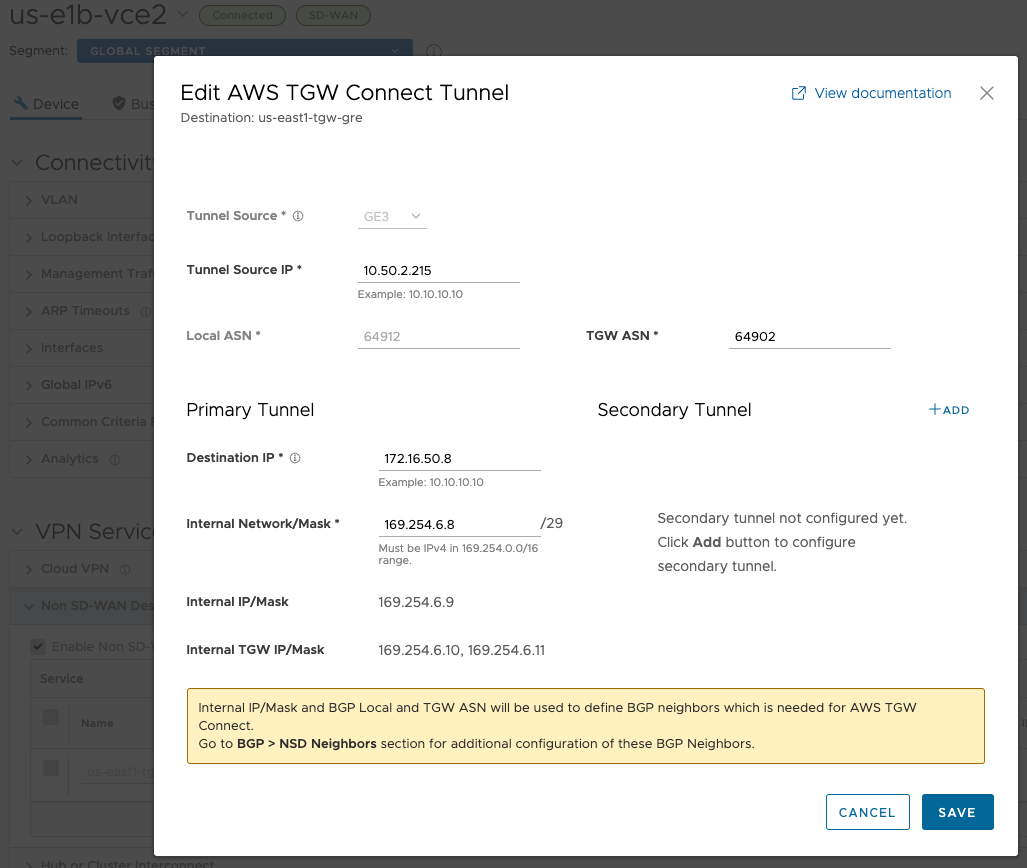 us-e1b-vce2
Connected
SD-WAN
Segment:
GLOBAL SEGMENT
Device
Bus
Edit AWS TGW Connect Tunnel
View documentation
Destination: us-east1-tgw-gre
Connectivit
VLAN
Loopback Interfac
Management Traf
ARP Timeouts
Interfaces
Global IPv6
Common Criteria
Analytics
VPN Servic
Cloud VPN
Non SD-WAN Des
Enable Non SD-
Service
Name
us-east1-tg
Hub or Cluster Interconnect
Tunnel Source *
GE3
Tunnel Source IP *
10.50.2.215
Example: 10.10.10.10
Local ASN *
64912
TGW ASN *
64902
Primary Tunnel
Secondary Tunnel
+ADD
Destination IP *
172.16.50.8
Example: 10.10.10.10
Internal Network/Mask *
169.254.6.8
/29
Must be IPv4 in 169.254.0.0/16
range.
Secondary tunnel not configured yet.
Click Add button to configure
secondary tunnel.
Internal IP/Mask
169.254.6.9
Internal TGW IP/Mask
169.254.6.10, 169.254.6.11
Internal IP/Mask and BGP Local and TGW ASN will be used to define BGP neighbors which is needed for AWS TGW
Connect.
Go to BGP > NSD Neighbors section for additional configuration of these BGP Neighbors.
CANCEL
SAVE